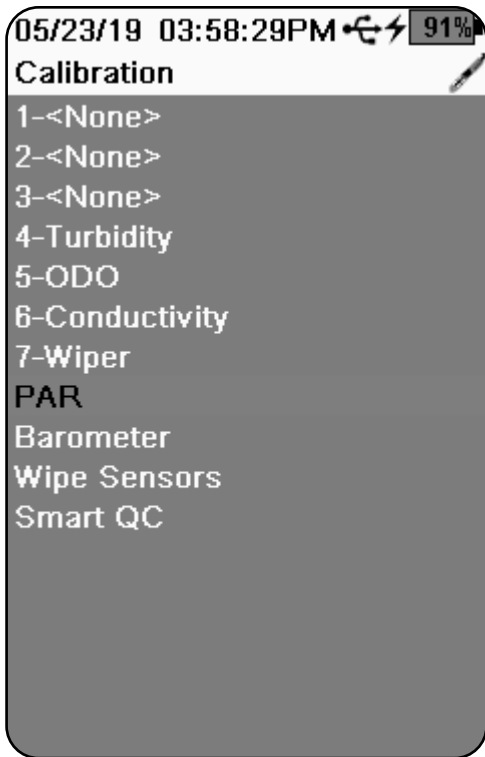 05/23/19 03:58:29PM 91%
Calibration
1-<None>
2-<None>
3-<None>
4-Turbidity
5-ODO
6-Conductivity
7-Wiper
PAR
Barometer
Wipe Sensors
Smart QC